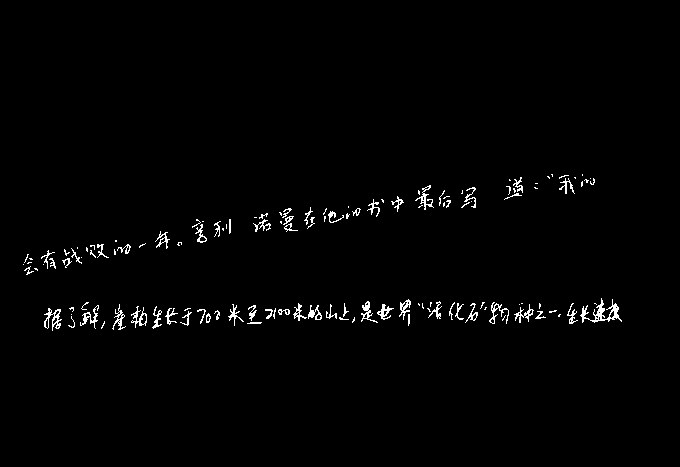 会有战败的一年。亨利 诺曼在他的书中最后写 道：“我的
据了解,崖柏生长于700米至2100米的山上,是世界“活化石”物种之一.生长速度